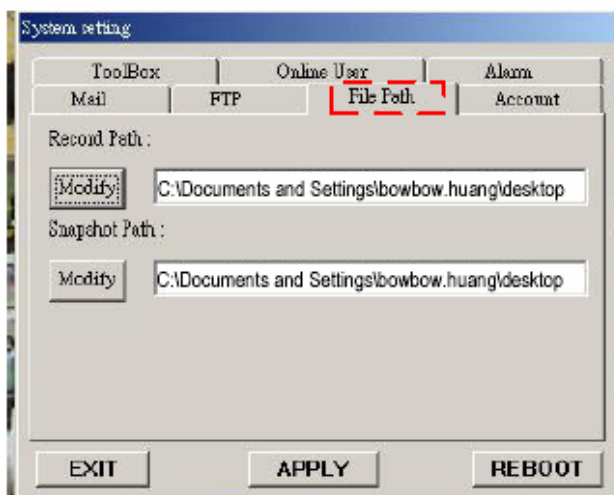 System setting
ToolBox Online User Alarm
Mail FTP File Path Account
Record Path :
Modify C:\Documents and Settings\bowbow.huang\desktop
Snapshot Path :
Modify C:\Documents and Settings\bowbow.huang\desktop
EXIT APPLY REBOOT